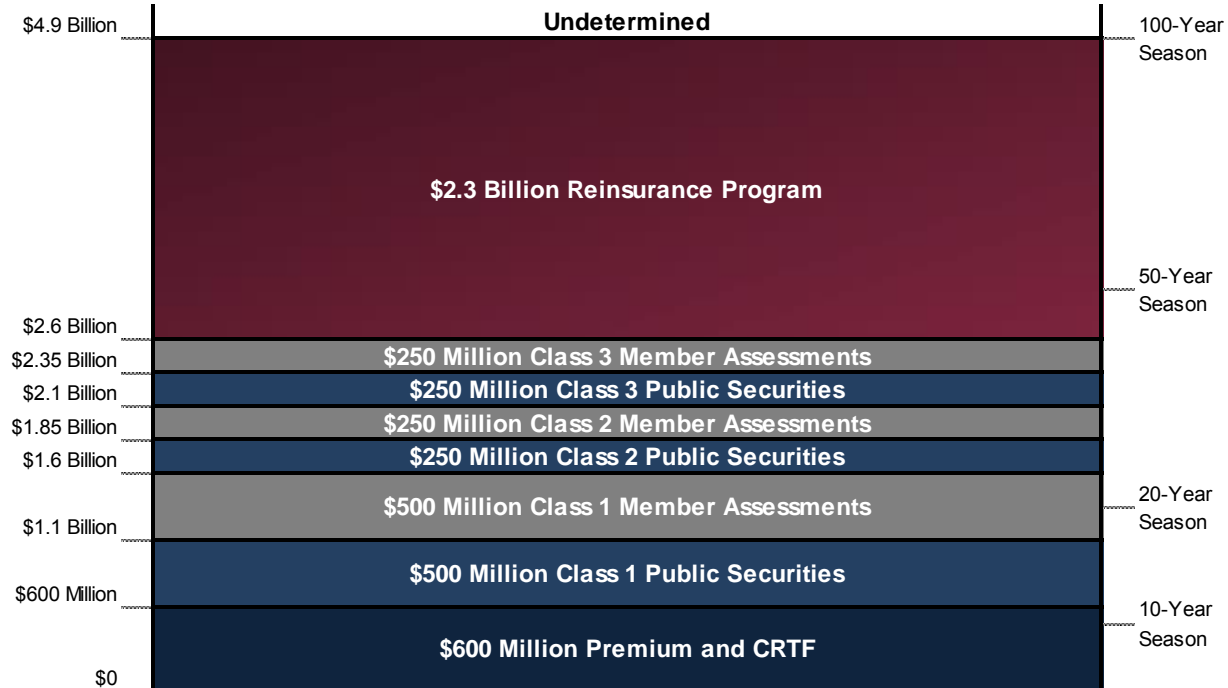 Undetermined
$4.9 Billion
100-Year
Season
$2.3 Billion Reinsurance Program
50-Year
Season
$2.6 Billion
$250 Million Class 3 Member Assessments
$2.35 Billion
$250 Million Class 3 Public Securities
$2.1 Billion
$250 Million Class 2 Member Assessments
$1.85 Billion
$250 Million Class 2 Public Securities
$1.6 Billion
$500 Million Class 1 Member Assessments
20-Year
Season
$1.1 Billion
$500 Million Class 1 Public Securities
$600 Million
10-Year
Season
$600 Million Premium and CRTF
$0